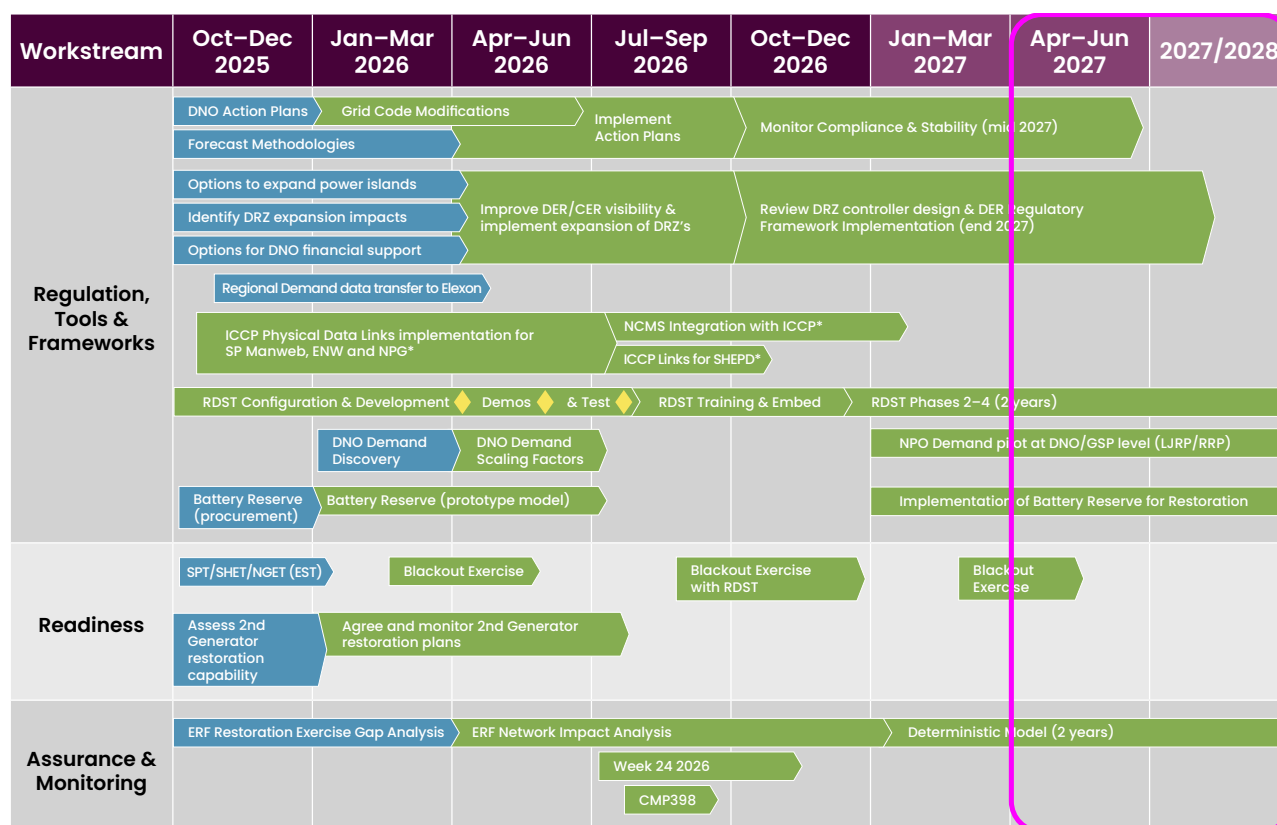 Workstream
Oct–Dec
2025
Jan–Mar
2026
Apr–Jun
2026
Jul–Sep
2026
Oct–Dec
2026
Jan–Mar
2027
Apr–Jun
2027
2027/2028
Regulation,
Tools &
Frameworks
DNO Action Plans
Grid Code Modifications
Implement
Action Plans
Monitor Compliance & Stability (mid 2027)
Forecast Methodologies
Options to expand power islands
Identify DRZ expansion impacts
Options for DNO financial support
Improve DER/CER visibility &
implement expansion of DRZ's
Review DRZ controller design & DER Regulatory
Framework Implementation (end 2027)
Regional Demand data transfer to Elexon
ICCP Physical Data Links implementation for
SP Manweb, ENW and NPG*
NCMS Integration with ICCP*
ICCP Links for SHEPD*
RDST Configuration & Development
Demos
& Test
RDST Training & Embed
RDST Phases 2–4 (2 years)
DNO Demand
Discovery
DNO Demand
Scaling Factors
NPO Demand pilot at DNO/GSP level (LJRP/RRP)
Battery Reserve
(procurement)
Battery Reserve (prototype model)
Implementation of Battery Reserve for Restoration
Readiness
SPT/SHET/NGET (EST)
Blackout Exercise
Blackout Exercise
with RDST
Blackout
Exercise
Assess 2nd
Generator
restoration
capability
Agree and monitor 2nd Generator
restoration plans
Assurance &
Monitoring
ERF Restoration Exercise Gap Analysis
ERF Network Impact Analysis
Deterministic Model (2 years)
Week 24 2026
CMP398